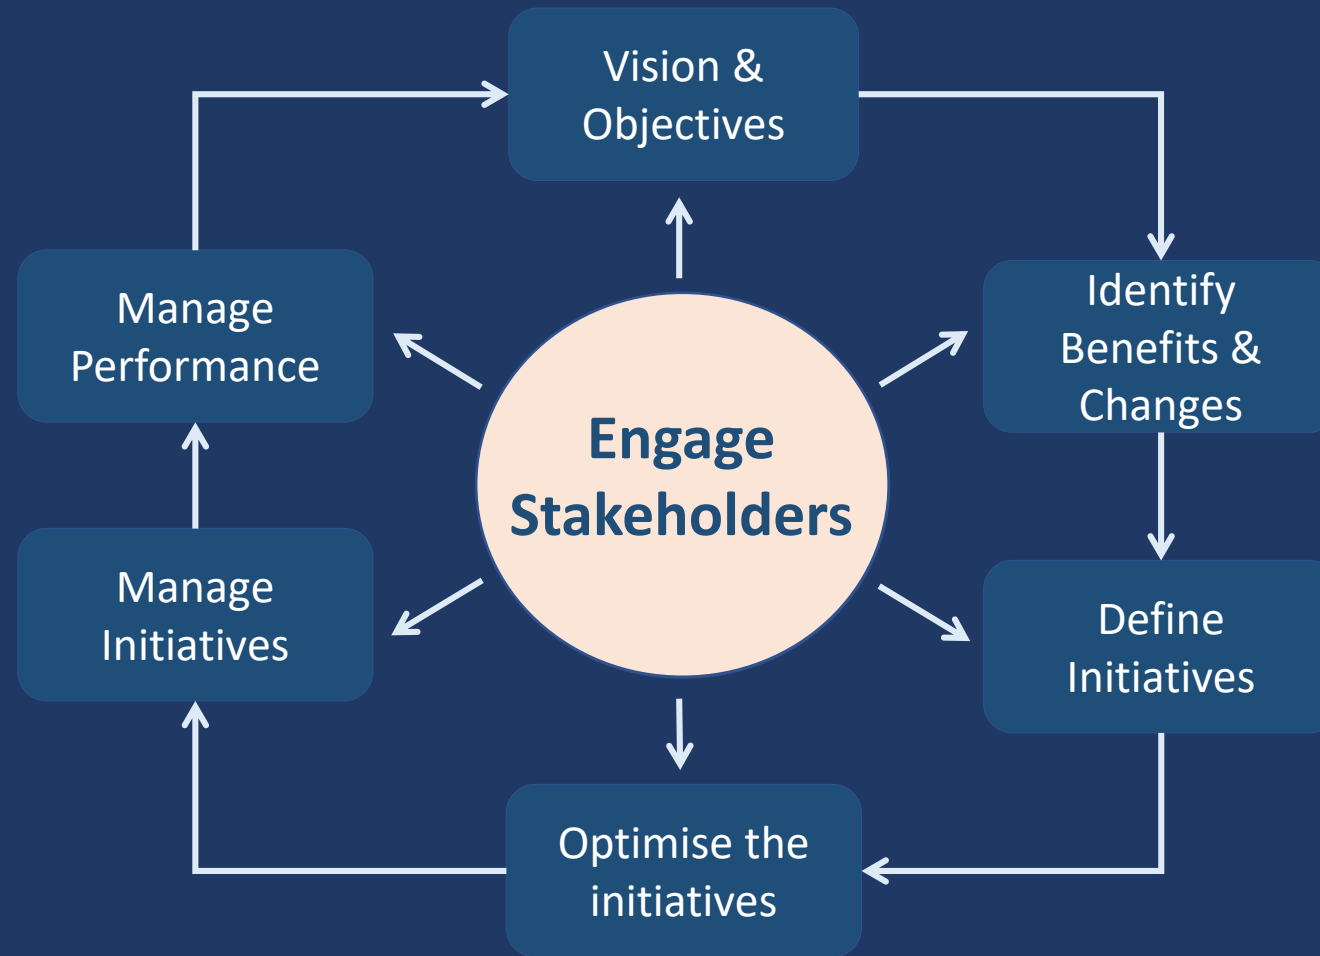 Vision &
Objectives
Identify
Benefits &
Changes
Define
Initiatives
Optimise the
initiatives
Manage
Initiatives
Manage
Performance
Engage
Stakeholders